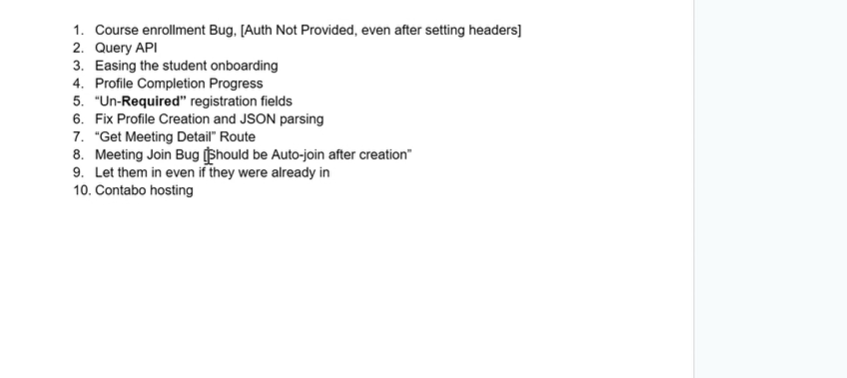 1. Course enrollment Bug, [Auth Not Provided, even after setting headers]
2. Query API
3. Easing the student onboarding
4. Profile Completion Progress
5. “Un-Required” registration fields
6. Fix Profile Creation and JSON parsing
7. “Get Meeting Detail” Route
8. Meeting Join Bug [Should be Auto-join after creation”
9. Let them in even if they were already in
10. Contabo hosting